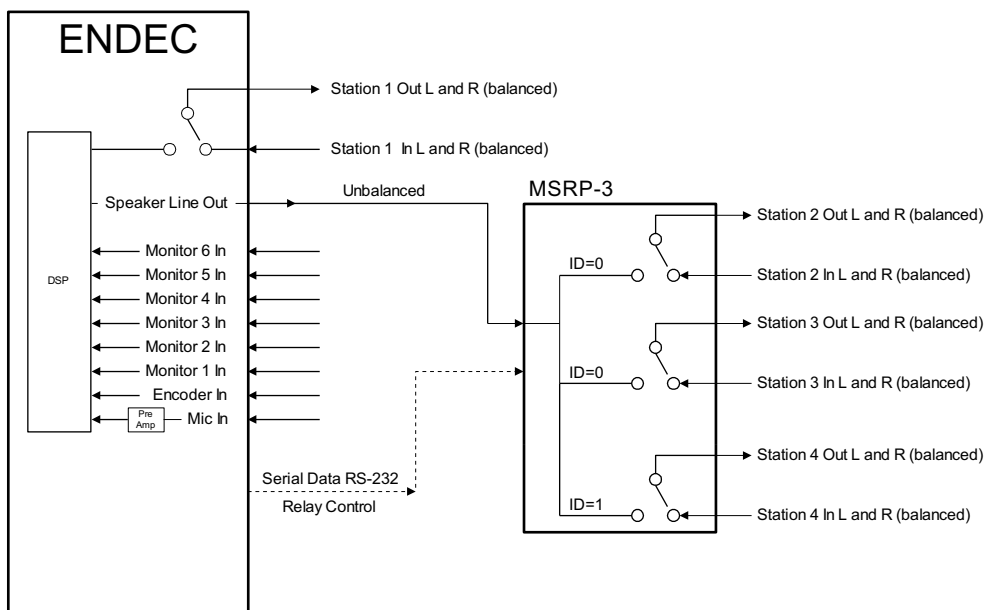 ENDEC
Station 1 Out L and R (balanced)
Station 1 In L and R (balanced)
Speaker Line Out
Unbalanced
MSRP-3
DSP
Monitor 6 In
Monitor 5 In
Monitor 4 In
Monitor 3 In
Monitor 2 In
Monitor 1 In
Encoder In
Pre
Amp
Mic In
Serial Data RS-232
Relay Control
ID=0
Station 2 Out L and R (balanced)
Station 2 In L and R (balanced)
ID=0
Station 3 Out L and R (balanced)
Station 3 In L and R (balanced)
ID=1
Station 4 Out L and R (balanced)
Station 4 In L and R (balanced)